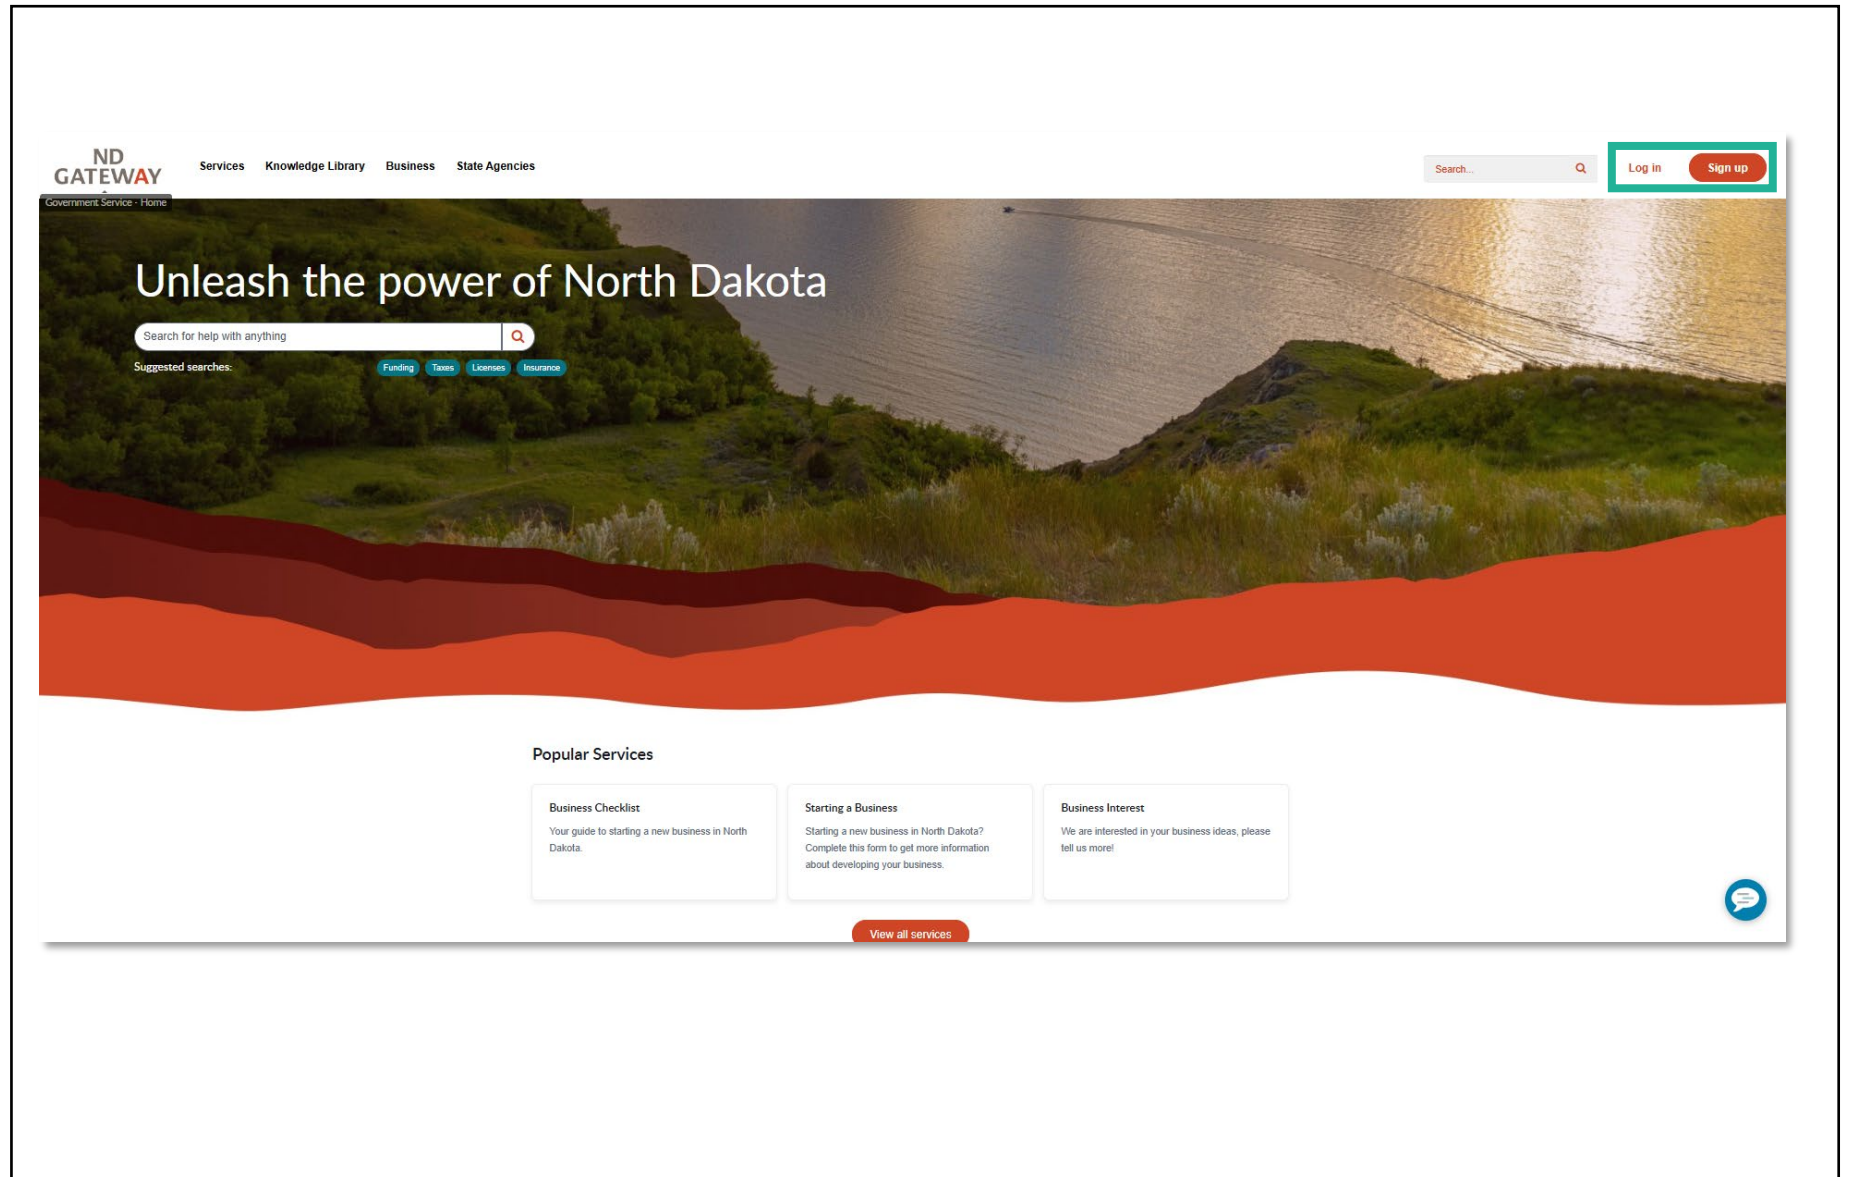 ND
GATEWAY
Services Knowledge Library Business State Agencies
Search...
Log in Sign up
Government Service - Home
Unleash the power of North Dakota
Search for help with anything
Suggested searches: Funding Taxes Licenses Insurance
Popular Services
Business Checklist
Your guide to starting a new business in North
Dakota.
Starting a Business
Starting a new business in North Dakota?
Complete this form to get more information
about developing your business.
Business Interest
We are interested in your business ideas, please
tell us more!
View all services